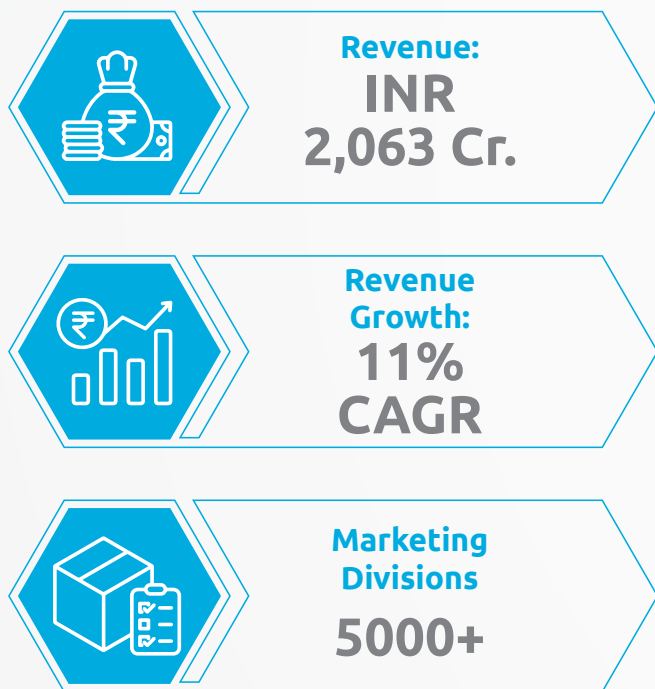 Revenue:
INR
2,063 Cr.
₹
Revenue
Growth:
11%
CAGR
₹
Marketing
Divisions
5000+